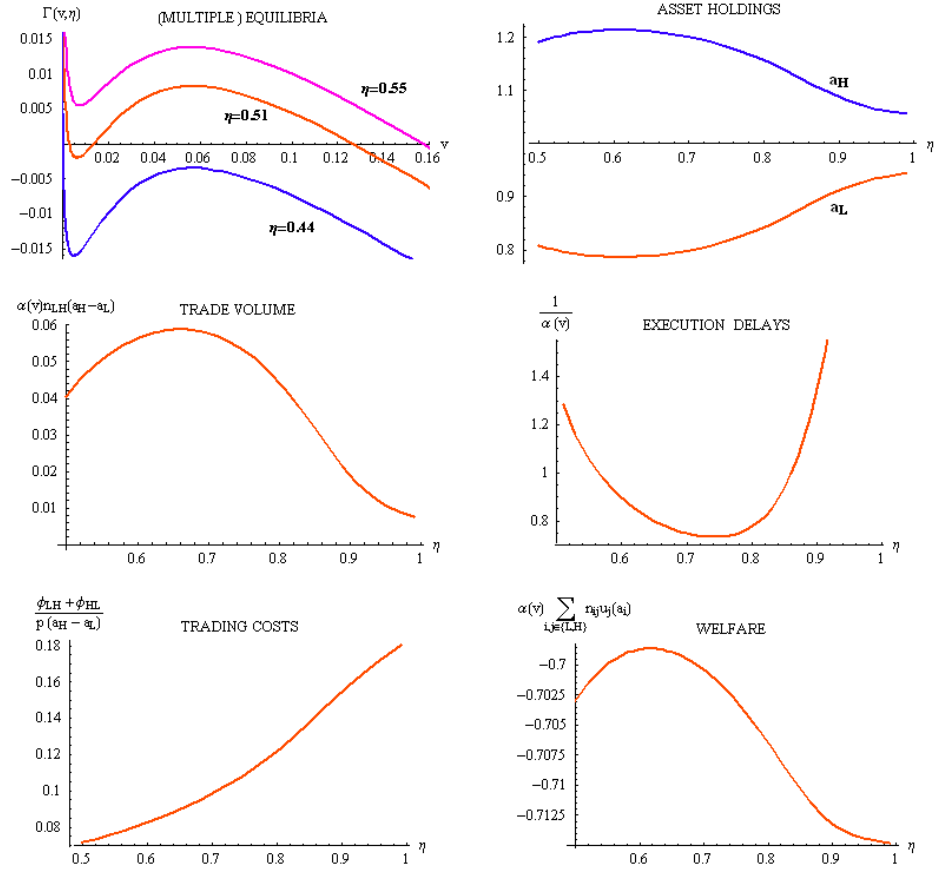 Γ(v,η) (MULTIPLE) EQUILIBRIA
0.015
0.01
0.005
−0.005
−0.01
−0.015
0.02 0.04 0.06 0.08 0.1 0.12 0.14 0.16 v
η=0.55
η=0.51
η=0.44
ASSET HOLDINGS
1.2
1.1
0.9
0.8
0.5 0.6 0.7 0.8 0.9 1 η
a_H
a_L
α(v)n_LH(a_H−a_L) TRADE VOLUME
0.06
0.05
0.04
0.03
0.02
0.01
0.6 0.7 0.8 0.9 1 η
1
α(v)
EXECUTION DELAYS
1.4
1.2
1
0.8
0.6 0.7 0.8 0.9 1 η
ϕ_LH + ϕ_HL
p(a_H − a_L)
TRADING COSTS
0.18
0.16
0.14
0.12
0.1
0.08
0.5 0.6 0.7 0.8 0.9 1 η
α(v) ∑ n_ij u_j(a_i)
i,j∈{L,H}
WELFARE
−0.7
−0.7025
−0.705
−0.7075
−0.71
−0.7125
0.6 0.7 0.8 0.9 1 η